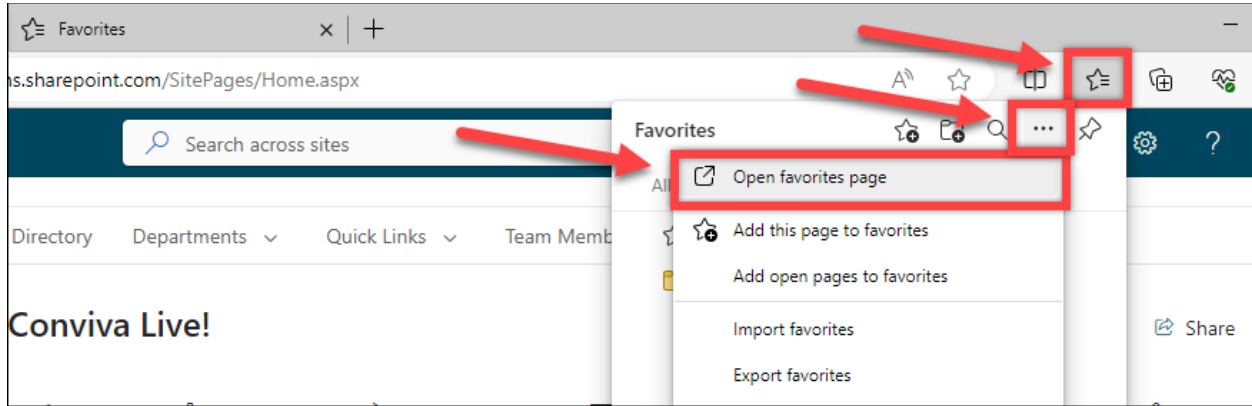 Favorites
ns.sharepoint.com/SitePages/Home.aspx
Search across sites
Favorites
All
Open favorites page
Directory Departments Quick Links Team Memb
Add this page to favorites
Add open pages to favorites
Conviva Live!
Import favorites
Share
Export favorites